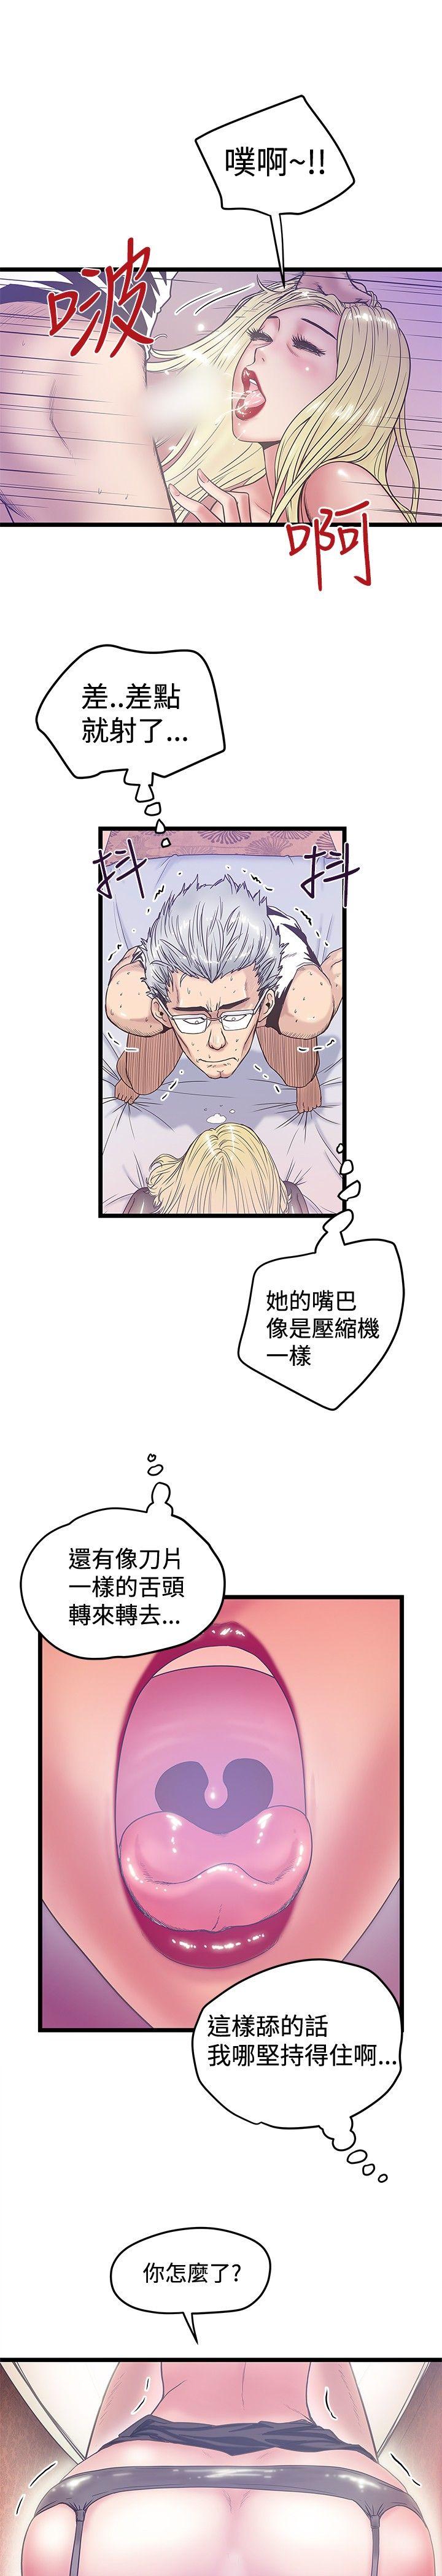 噗啊~!!
啵
啊
差..差點
就射了...
抖
抖
她的嘴巴
像是壓縮機
一樣
還有像刀片
一樣的舌頭
轉來轉去...
這樣舔的話
我哪堅持得住啊...
你怎麼了?